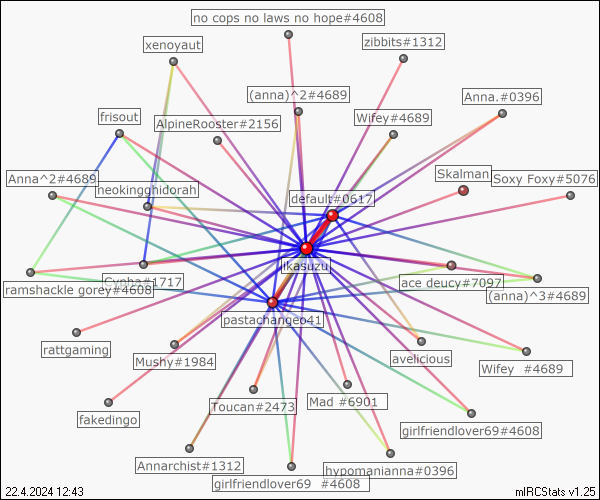 no cops no laws no hope#4608
xenoyaut
zibbits#1312
(anna)^2#4689
Anna.#0396
frisout
AlpineRooster#2156
Wifey#4689
Skalman
Anna^2#4689
Soxy Foxy#5076
neokingghidorah
default#0617
ikasuzu
Cypha#1717
ace deucy#7097
ramshackle gorey#4608
(anna)^3#4689
pastachangeo41
rattgaming
avelicious
Mushy#1984
Wifey #4689
Mad #6901
Toucan#2473
fakedingo
girlfriendlover69#4608
Annarchist#1312
hypomanianna#0396
girlfriendlover69 #4608
22.4.2024 12:43
mIRCStats v1.25